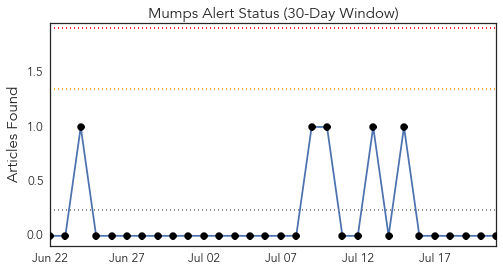 Mumps Alert Status (30-Day Window)
Articles Found
1.5
1.0
0.5
0.0
Jun 22 Jun 27 Jul 02 Jul 07 Jul 12 Jul 17